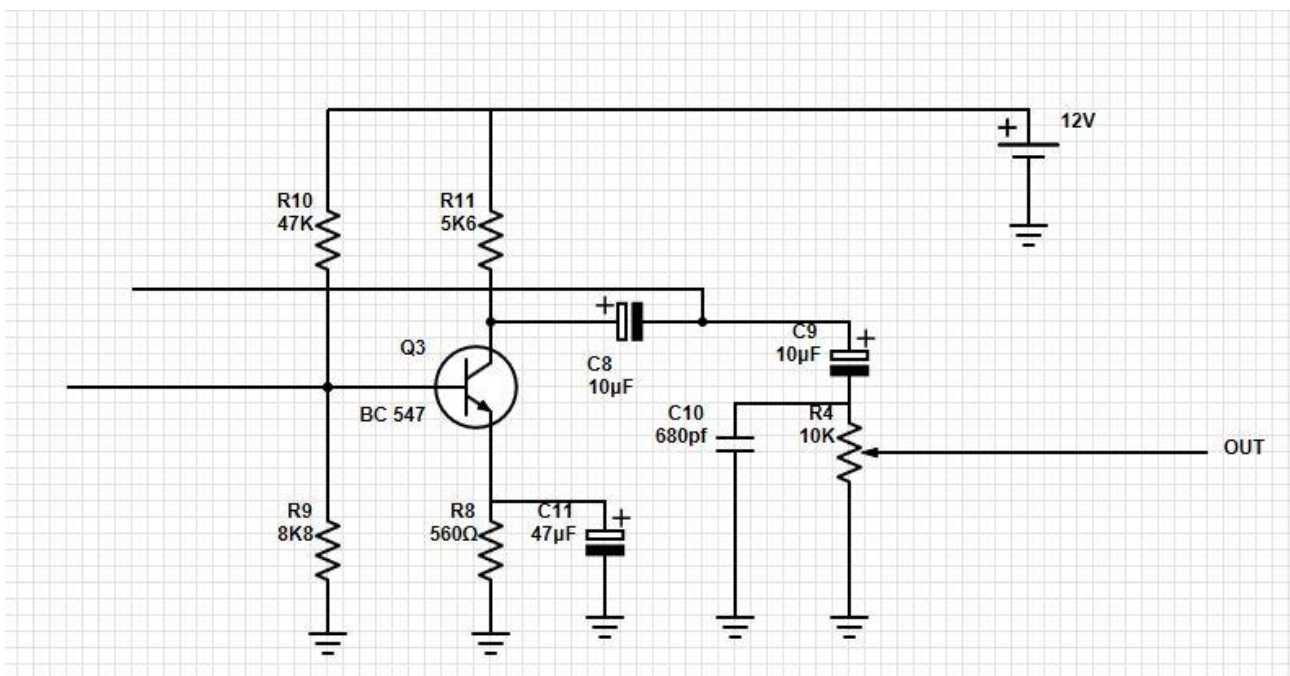 + 12V
R10
47K
R11
5K6
+
C8
10µF
C9 +
10µF
Q3
BC 547
C10
680pf
R4
10K
OUT
R9
8K8
R8
560Ω
C11 +
47µF